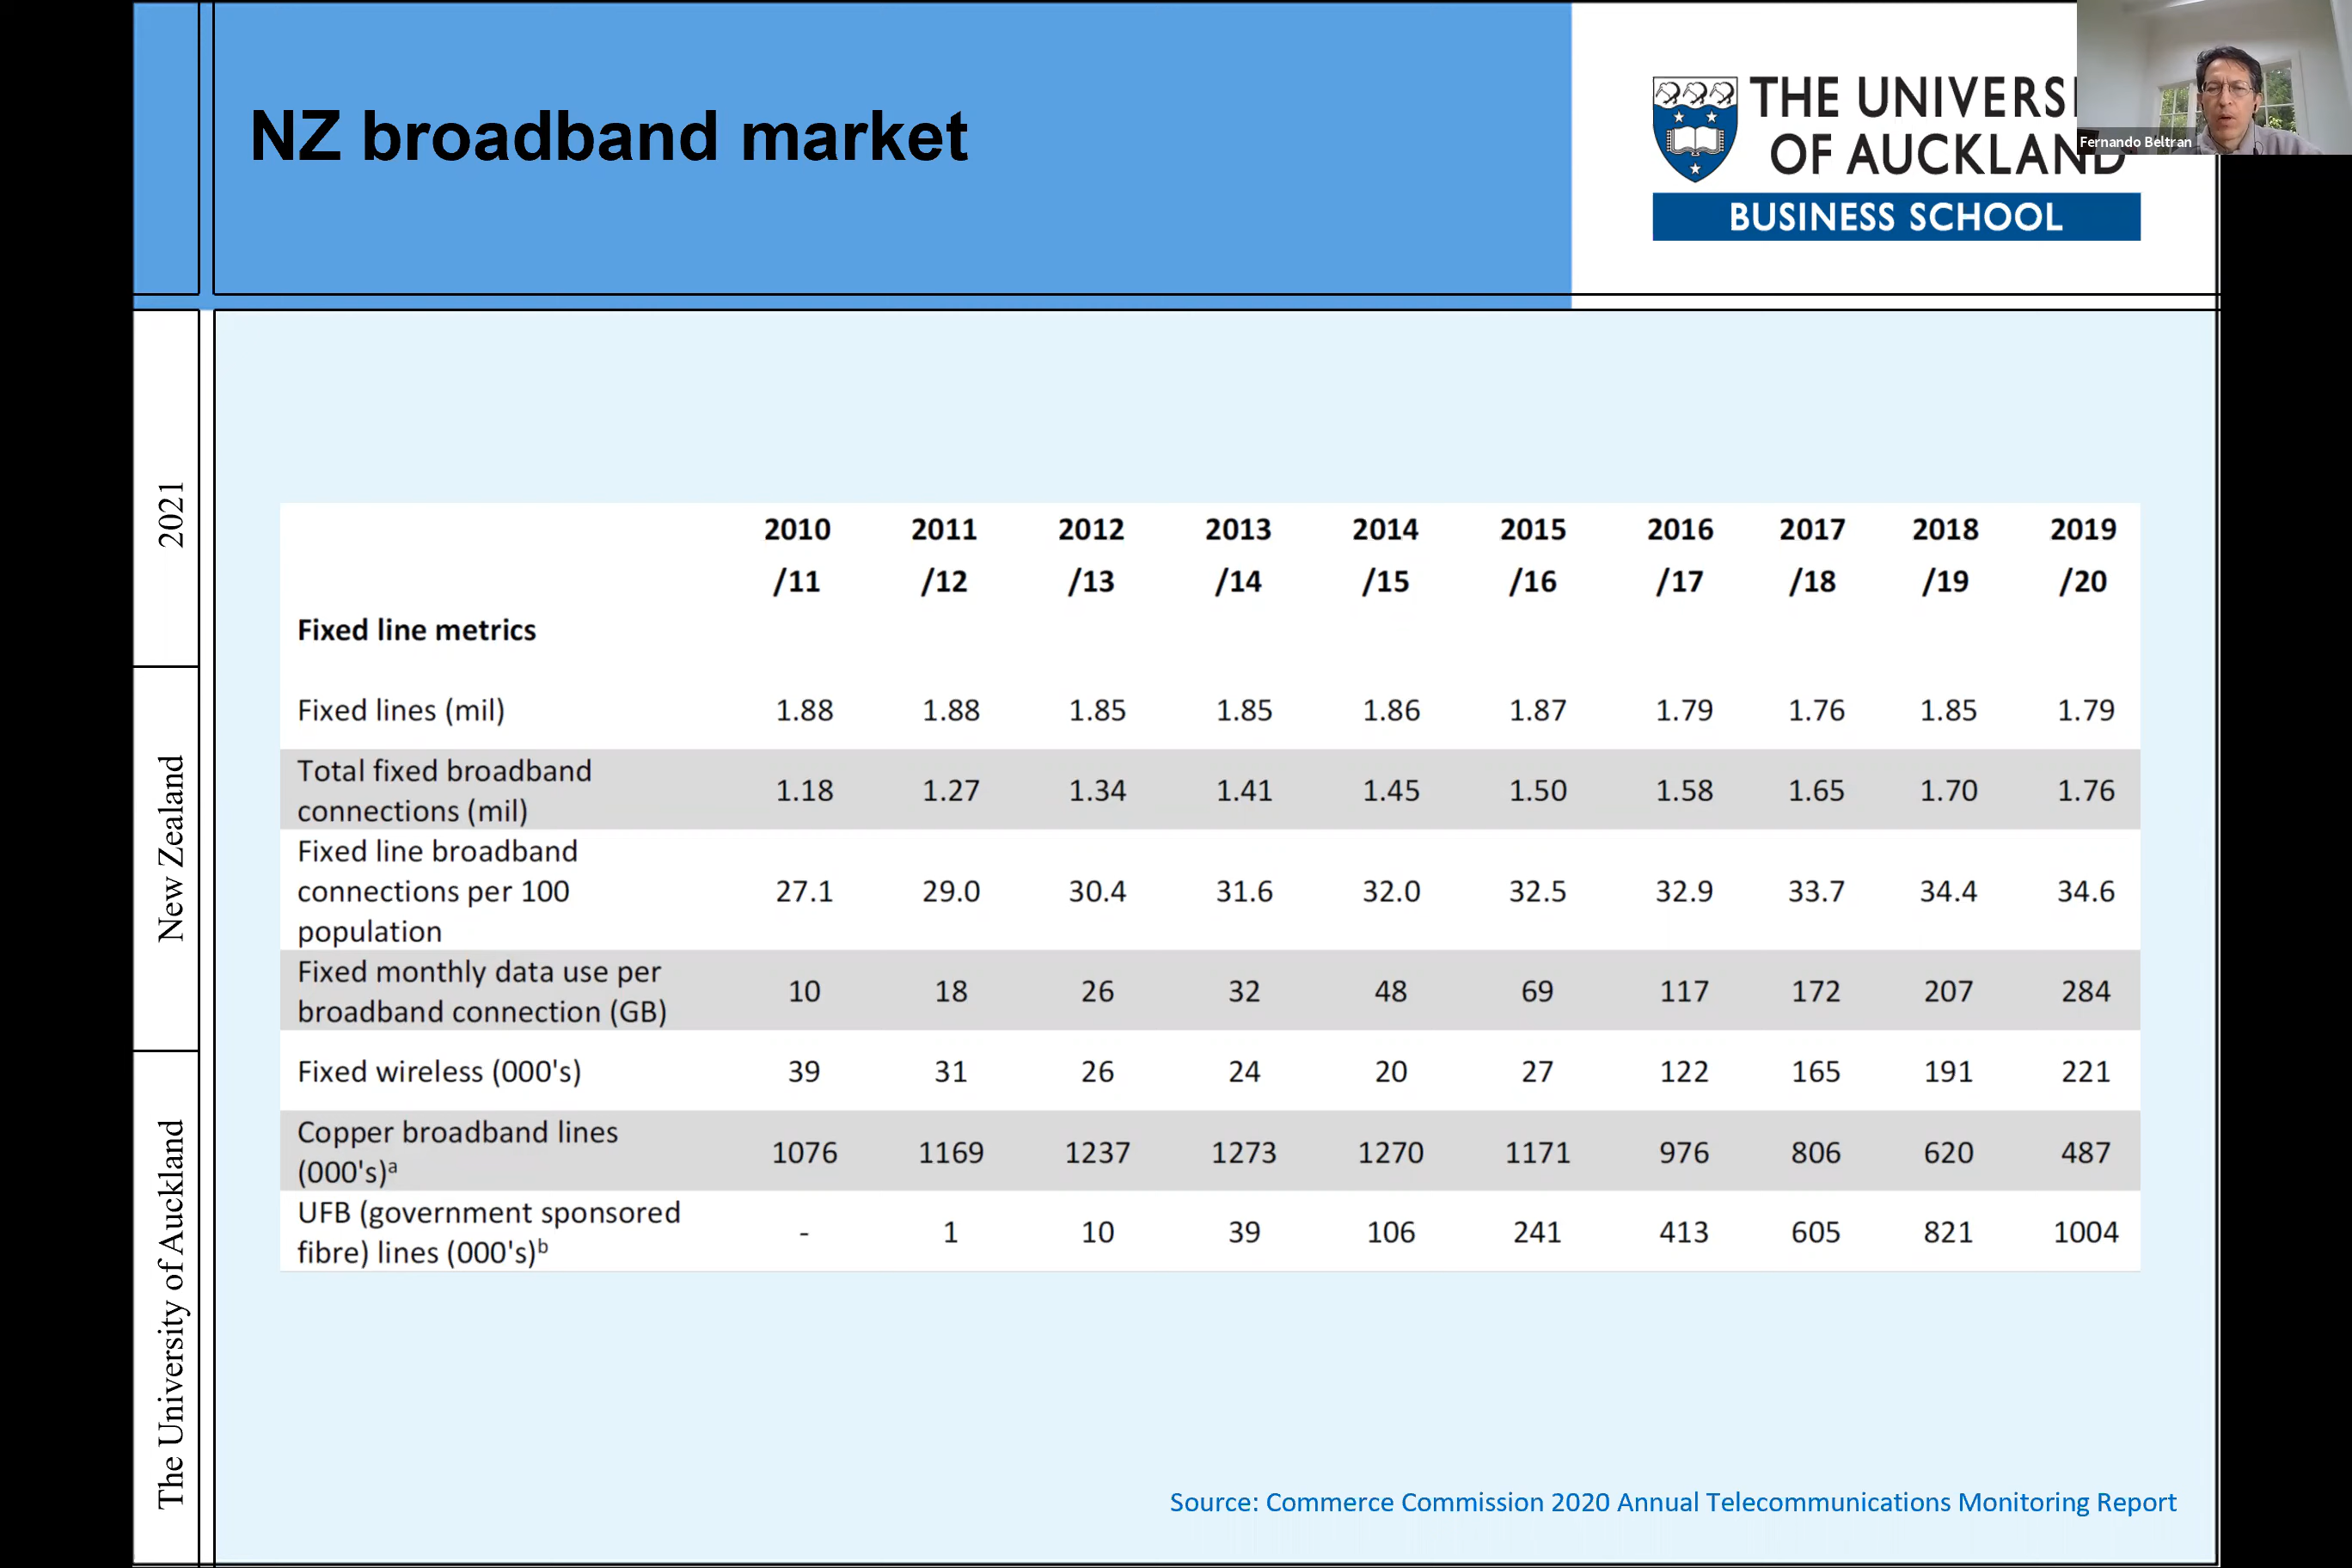 NZ broadband market
THE UNIVERS
OF AUCKLAND
BUSINESS SCHOOL
Fernando Beltran
2021
New Zealand
The University of Auckland
2010 2011 2012 2013 2014 2015 2016 2017 2018 2019
/11 /12 /13 /14 /15 /16 /17 /18 /19 /20
Fixed line metrics
Fixed lines (mil) 1.88 1.88 1.85 1.85 1.86 1.87 1.79 1.76 1.85 1.79
Total fixed broadband
connections (mil) 1.18 1.27 1.34 1.41 1.45 1.50 1.58 1.65 1.70 1.76
Fixed line broadband
connections per 100 27.1 29.0 30.4 31.6 32.0 32.5 32.9 33.7 34.4 34.6
population
Fixed monthly data use per
broadband connection (GB) 10 18 26 32 48 69 117 172 207 284
Fixed wireless (000's) 39 31 26 24 20 27 122 165 191 221
Copper broadband lines
(000's)ᵃ 1076 1169 1237 1273 1270 1171 976 806 620 487
UFB (government sponsored
fibre) lines (000's)ᵇ - 1 10 39 106 241 413 605 821 1004
Source: Commerce Commission 2020 Annual Telecommunications Monitoring Report